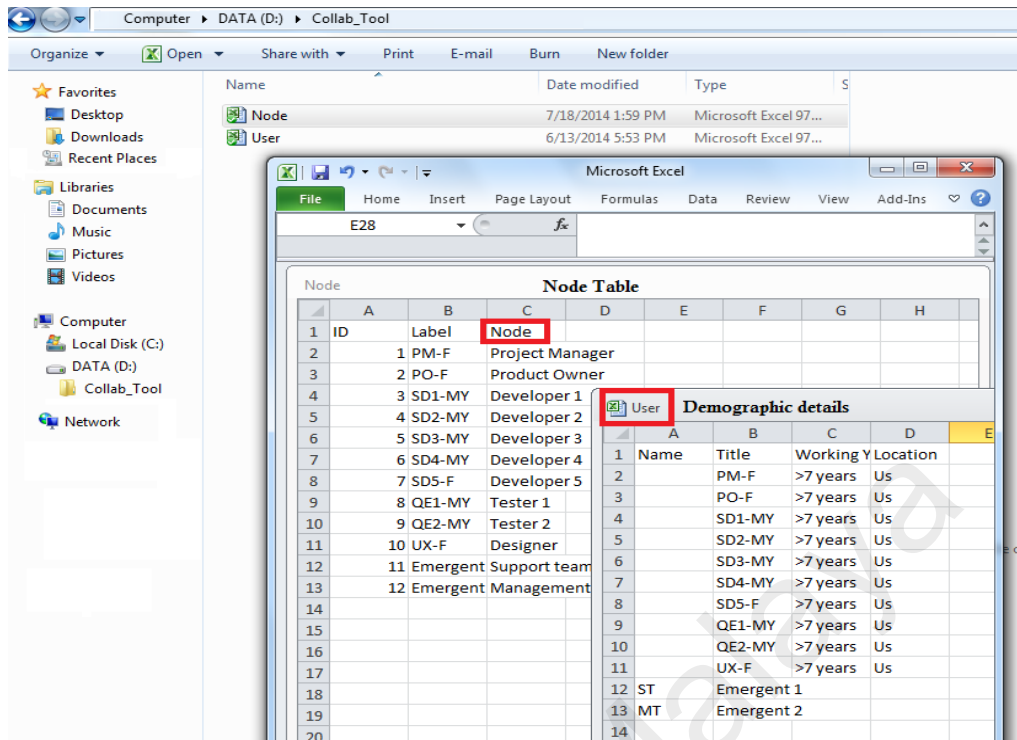 Computer DATA (D:) Collab_Tool
Organize Open Share with Print E-mail Burn New folder
Name Date modified Type S
Favorites
Desktop
Downloads
Recent Places
Libraries
Documents
Music
Pictures
Videos
Computer
Local Disk (C:)
DATA (D:)
Collab_Tool
Network
Node 7/18/2014 1:59 PM Microsoft Excel 97...
User 6/13/2014 5:53 PM Microsoft Excel 97...
Microsoft Excel
File Home Insert Page Layout Formulas Data Review View Add-Ins
E28 fx
Node Node Table
A B C D E F G H
1 ID Label Node
2 1 PM-F Project Manager
3 2 PO-F Product Owner
4 3 SD1-MY Developer 1
5 4 SD2-MY Developer 2
6 5 SD3-MY Developer 3
7 6 SD4-MY Developer 4
8 7 SD5-F Developer 5
9 8 QE1-MY Tester 1
10 9 QE2-MY Tester 2
11 10 UX-F Designer
12 11 Emergent Support team
13 12 Emergent Management
14
15
16
17
18
19
20
User Demographic details
A B C D E
1 Name Title Working Y Location
2 PM-F >7 years Us
3 PO-F >7 years Us
4 SD1-MY >7 years Us
5 SD2-MY >7 years Us
6 SD3-MY >7 years Us
7 SD4-MY >7 years Us
8 SD5-F >7 years Us
9 QE1-MY >7 years Us
10 QE2-MY >7 years Us
11 UX-F >7 years Us
12 ST Emergent 1
13 MT Emergent 2
14
Malaya